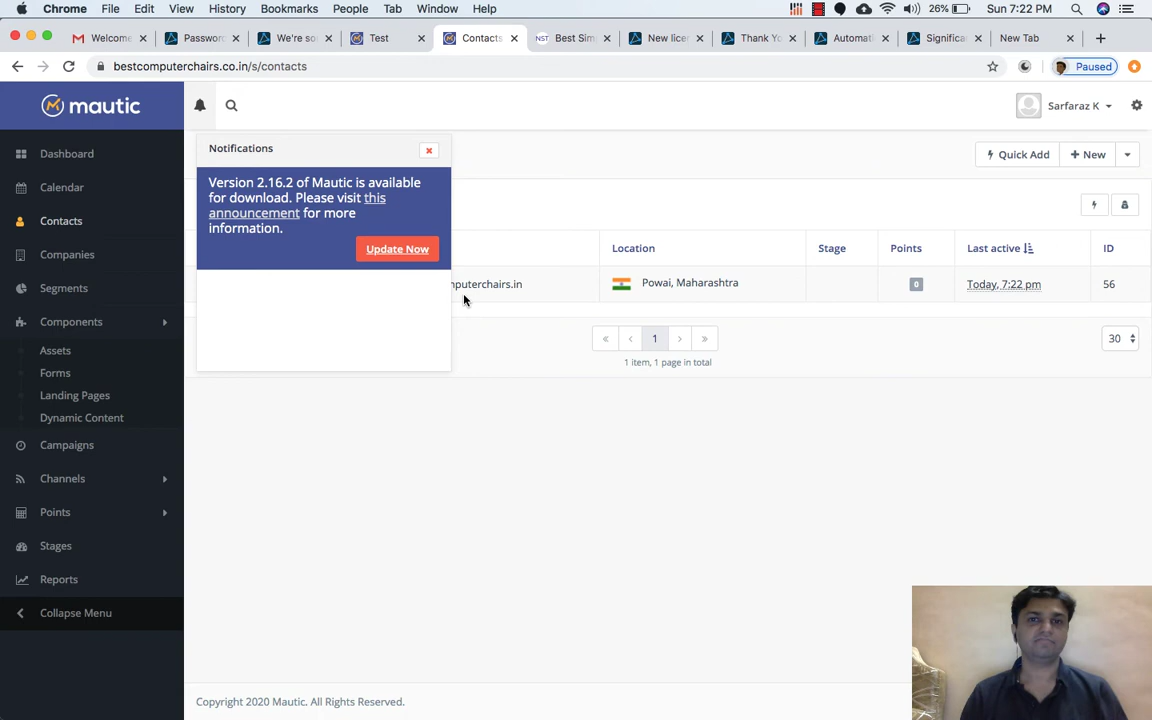 Chrome File Edit View History Bookmarks People Tab Window Help 26% Sun 7:22 PM
Welcome Password We're so Test Contacts Best Sim New lice Thank Yo Automati Significa New Tab
bestcomputerchairs.co.in/s/contacts Paused
mautic Sarfaraz K
Dashboard
Calendar
Contacts
Companies
Segments
Components
Assets
Forms
Landing Pages
Dynamic Content
Campaigns
Channels
Points
Stages
Reports
Collapse Menu
Notifications
Version 2.16.2 of Mautic is available
for download. Please visit this
announcement for more
information.
Update Now
Quick Add + New
Location Stage Points Last active ID
mputerchairs.in Powai, Maharashtra 0 Today, 7:22 pm 56
« ‹ 1 › » 30
1 item, 1 page in total
Copyright 2020 Mautic. All Rights Reserved.